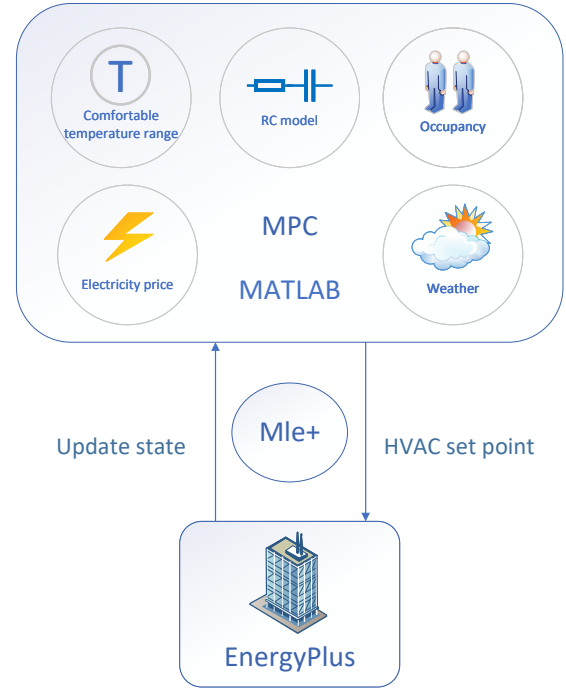 T
Comfortable
temperature range
RC model
Occupancy
Electricity price
MPC
MATLAB
Weather
Update state
Mle+
HVAC set point
EnergyPlus